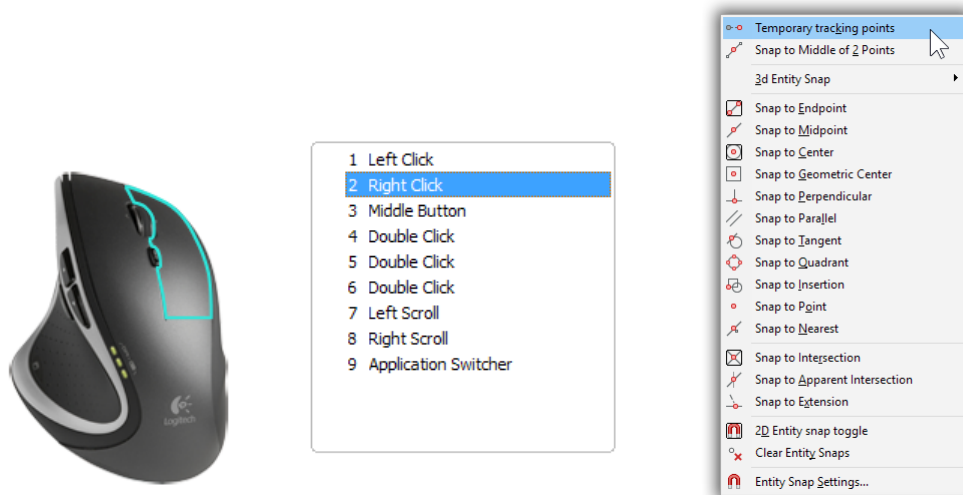 Logitech
1 Left Click
2 Right Click
3 Middle Button
4 Double Click
5 Double Click
6 Double Click
7 Left Scroll
8 Right Scroll
9 Application Switcher
Temporary tracking points
Snap to Middle of 2 Points
3d Entity Snap
Snap to Endpoint
Snap to Midpoint
Snap to Center
Snap to Geometric Center
Snap to Perpendicular
Snap to Parallel
Snap to Tangent
Snap to Quadrant
Snap to Insertion
Snap to Point
Snap to Nearest
Snap to Intersection
Snap to Apparent Intersection
Snap to Extension
2D Entity snap toggle
Clear Entity Snaps
Entity Snap Settings...